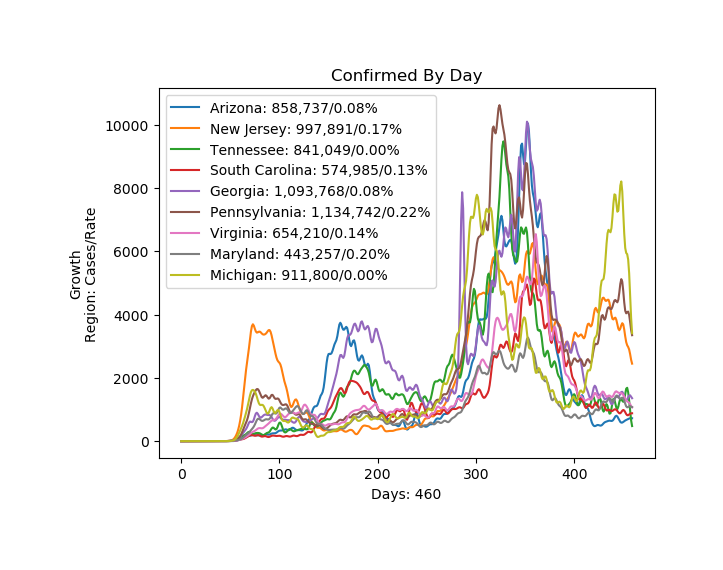 Confirmed By Day
Growth
Region: Cases/Rate
10000
8000
6000
4000
2000
0
Arizona: 858,737/0.08%
New Jersey: 997,891/0.17%
Tennessee: 841,049/0.00%
South Carolina: 574,985/0.13%
Georgia: 1,093,768/0.08%
Pennsylvania: 1,134,742/0.22%
Virginia: 654,210/0.14%
Maryland: 443,257/0.20%
Michigan: 911,800/0.00%
0 100 200 300 400
Days: 460